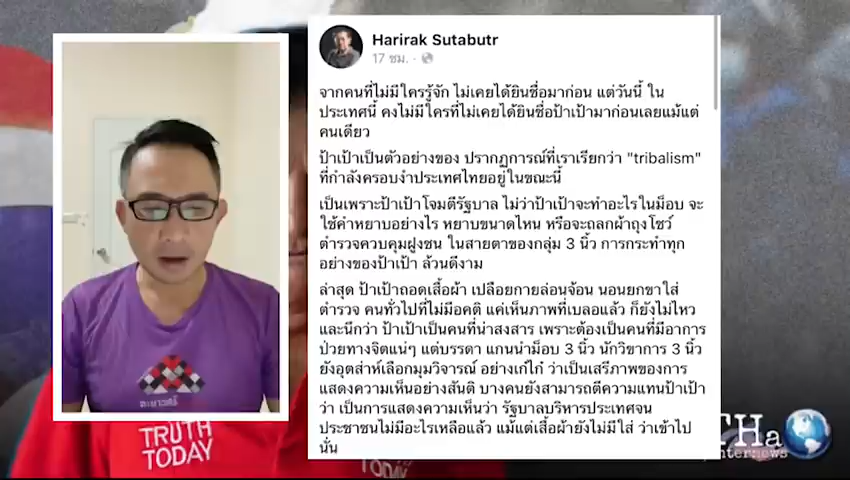 Harirak Sutabutr
17 ชม.
จากคนที่ไม่มีใครรู้จัก ไม่เคยได้ยินชื่อมาก่อน แต่วันนี้ ใน
ประเทศนี้ คงไม่มีใครที่ไม่เคยได้ยินชื่อป้าเป้ามาก่อนเลยแม้แต่
คนเดียว
ป้าเป้าเป็นตัวอย่างของ ปรากฏการณ์ที่เราเรียกว่า "tribalism"
ที่กำลังครอบงำประเทศไทยอยู่ในขณะนี้
เป็นเพราะป้าเป้าโจมตีรัฐบาล ไม่ว่าป้าเป้าจะทำอะไรในม็อบ จะ
ใช้คำหยาบอย่างไร หยาบขนาดไหน หรือจะถลกผ้าถุงโชว์
ตำรวจควบคุมฝูงชน ในสายตาของกลุ่ม 3 นิ้ว การกระทำทุก
อย่างของป้าเป้า ล้วนดีงาม
ล่าสุด ป้าเป้าถอดเสื้อผ้า เปลือยกายล่อนจ้อน นอนยกขาใส่
ตำรวจ คนทั่วไปที่ไม่มีอคติ แค่เห็นภาพที่เบลอแล้ว ก็ยังไม่ไหว
และนึกว่า ป้าเป้าเป็นคนที่น่าสงสาร เพราะต้องเป็นคนที่มีอาการ
ป่วยทางจิตแน่ๆ แต่บรรดา แกนนำม็อบ 3 นิ้ว นักวิชาการ 3 นิ้ว
ยังอุตส่าห์เลือกมุมวิจารณ์ อย่างเก๋ไก๋ ว่าเป็นเสรีภาพของการ
แสดงความเห็นอย่างสันติ บางคนยังสามารถตีความแทนป้าเป้า
ว่า เป็นการแสดงความเห็นว่า รัฐบาลบริหารประเทศจน
ประชาชนไม่มีอะไรเหลือแล้ว แม้แต่เสื้อผ้ายังไม่มีใส่ ว่าเข้าไป
นั่น
TRUTH
TODAY